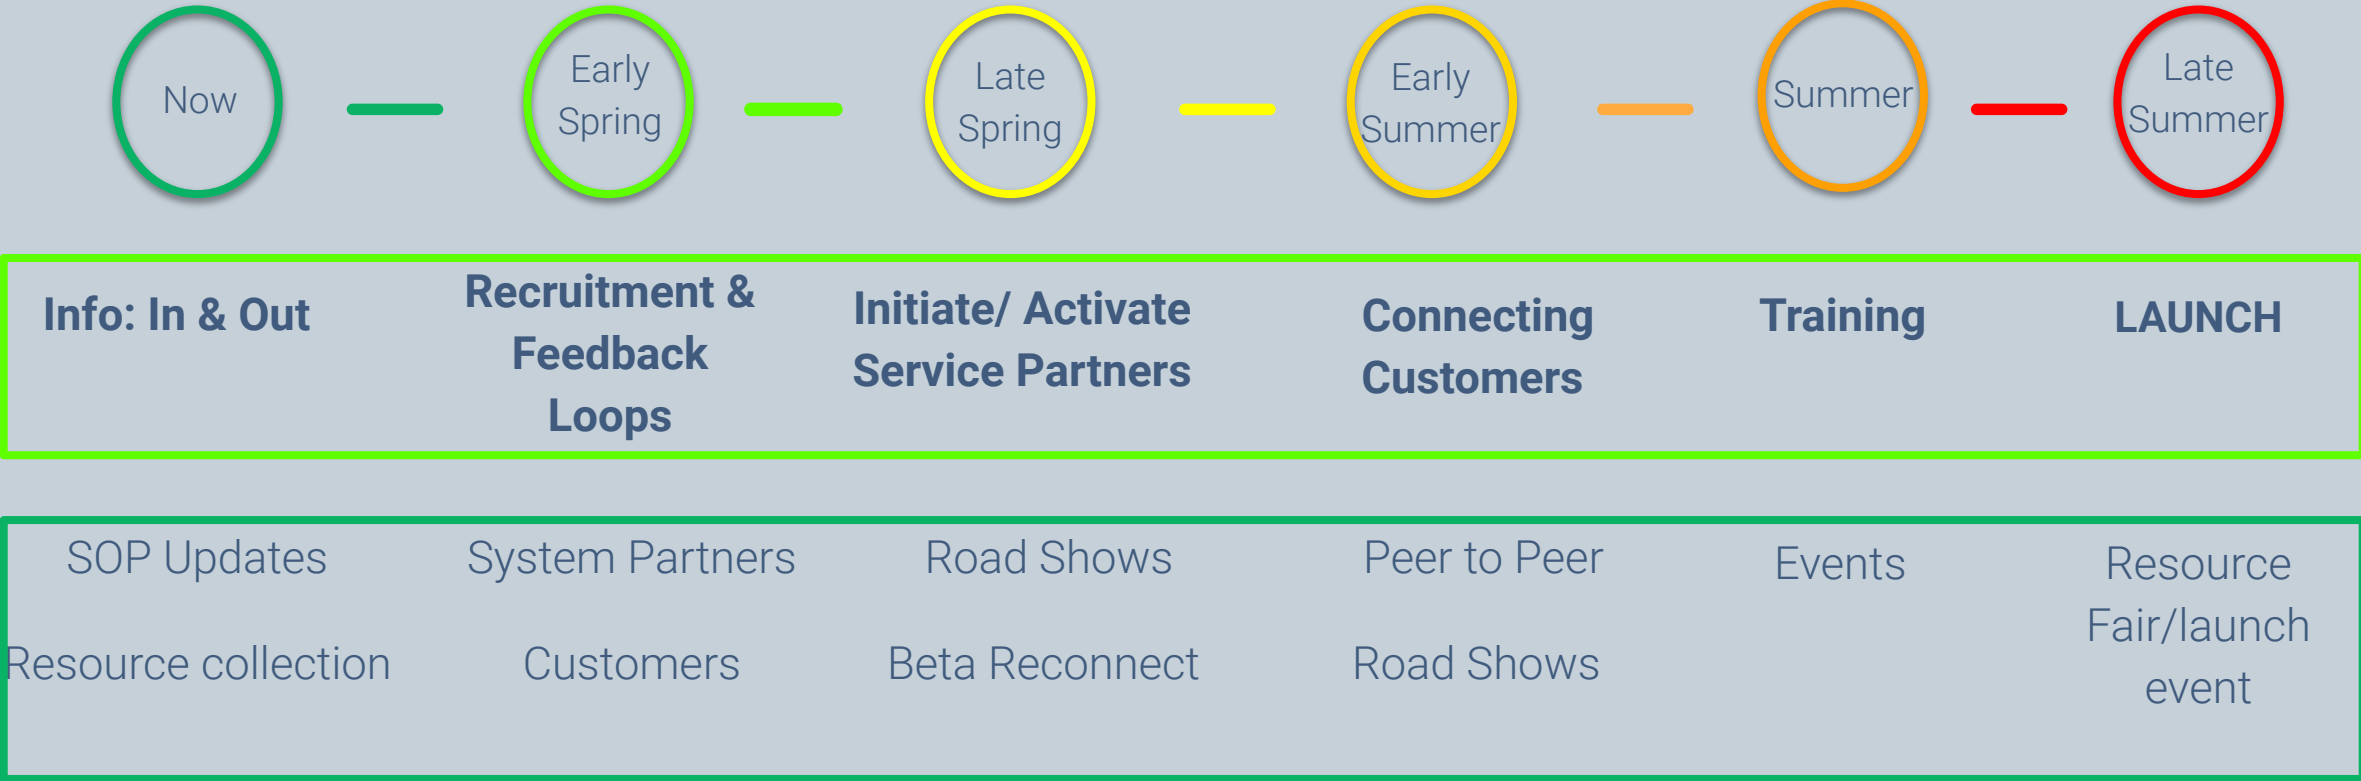 Now
Early
Spring
Late
Spring
Early
Summer
Summer
Late
Summer
Info: In & Out
Recruitment &
Feedback
Loops
Initiate/ Activate
Service Partners
Connecting
Customers
Training
LAUNCH
SOP Updates
Resource collection
System Partners
Customers
Road Shows
Beta Reconnect
Peer to Peer
Road Shows
Events
Resource
Fair/launch
event